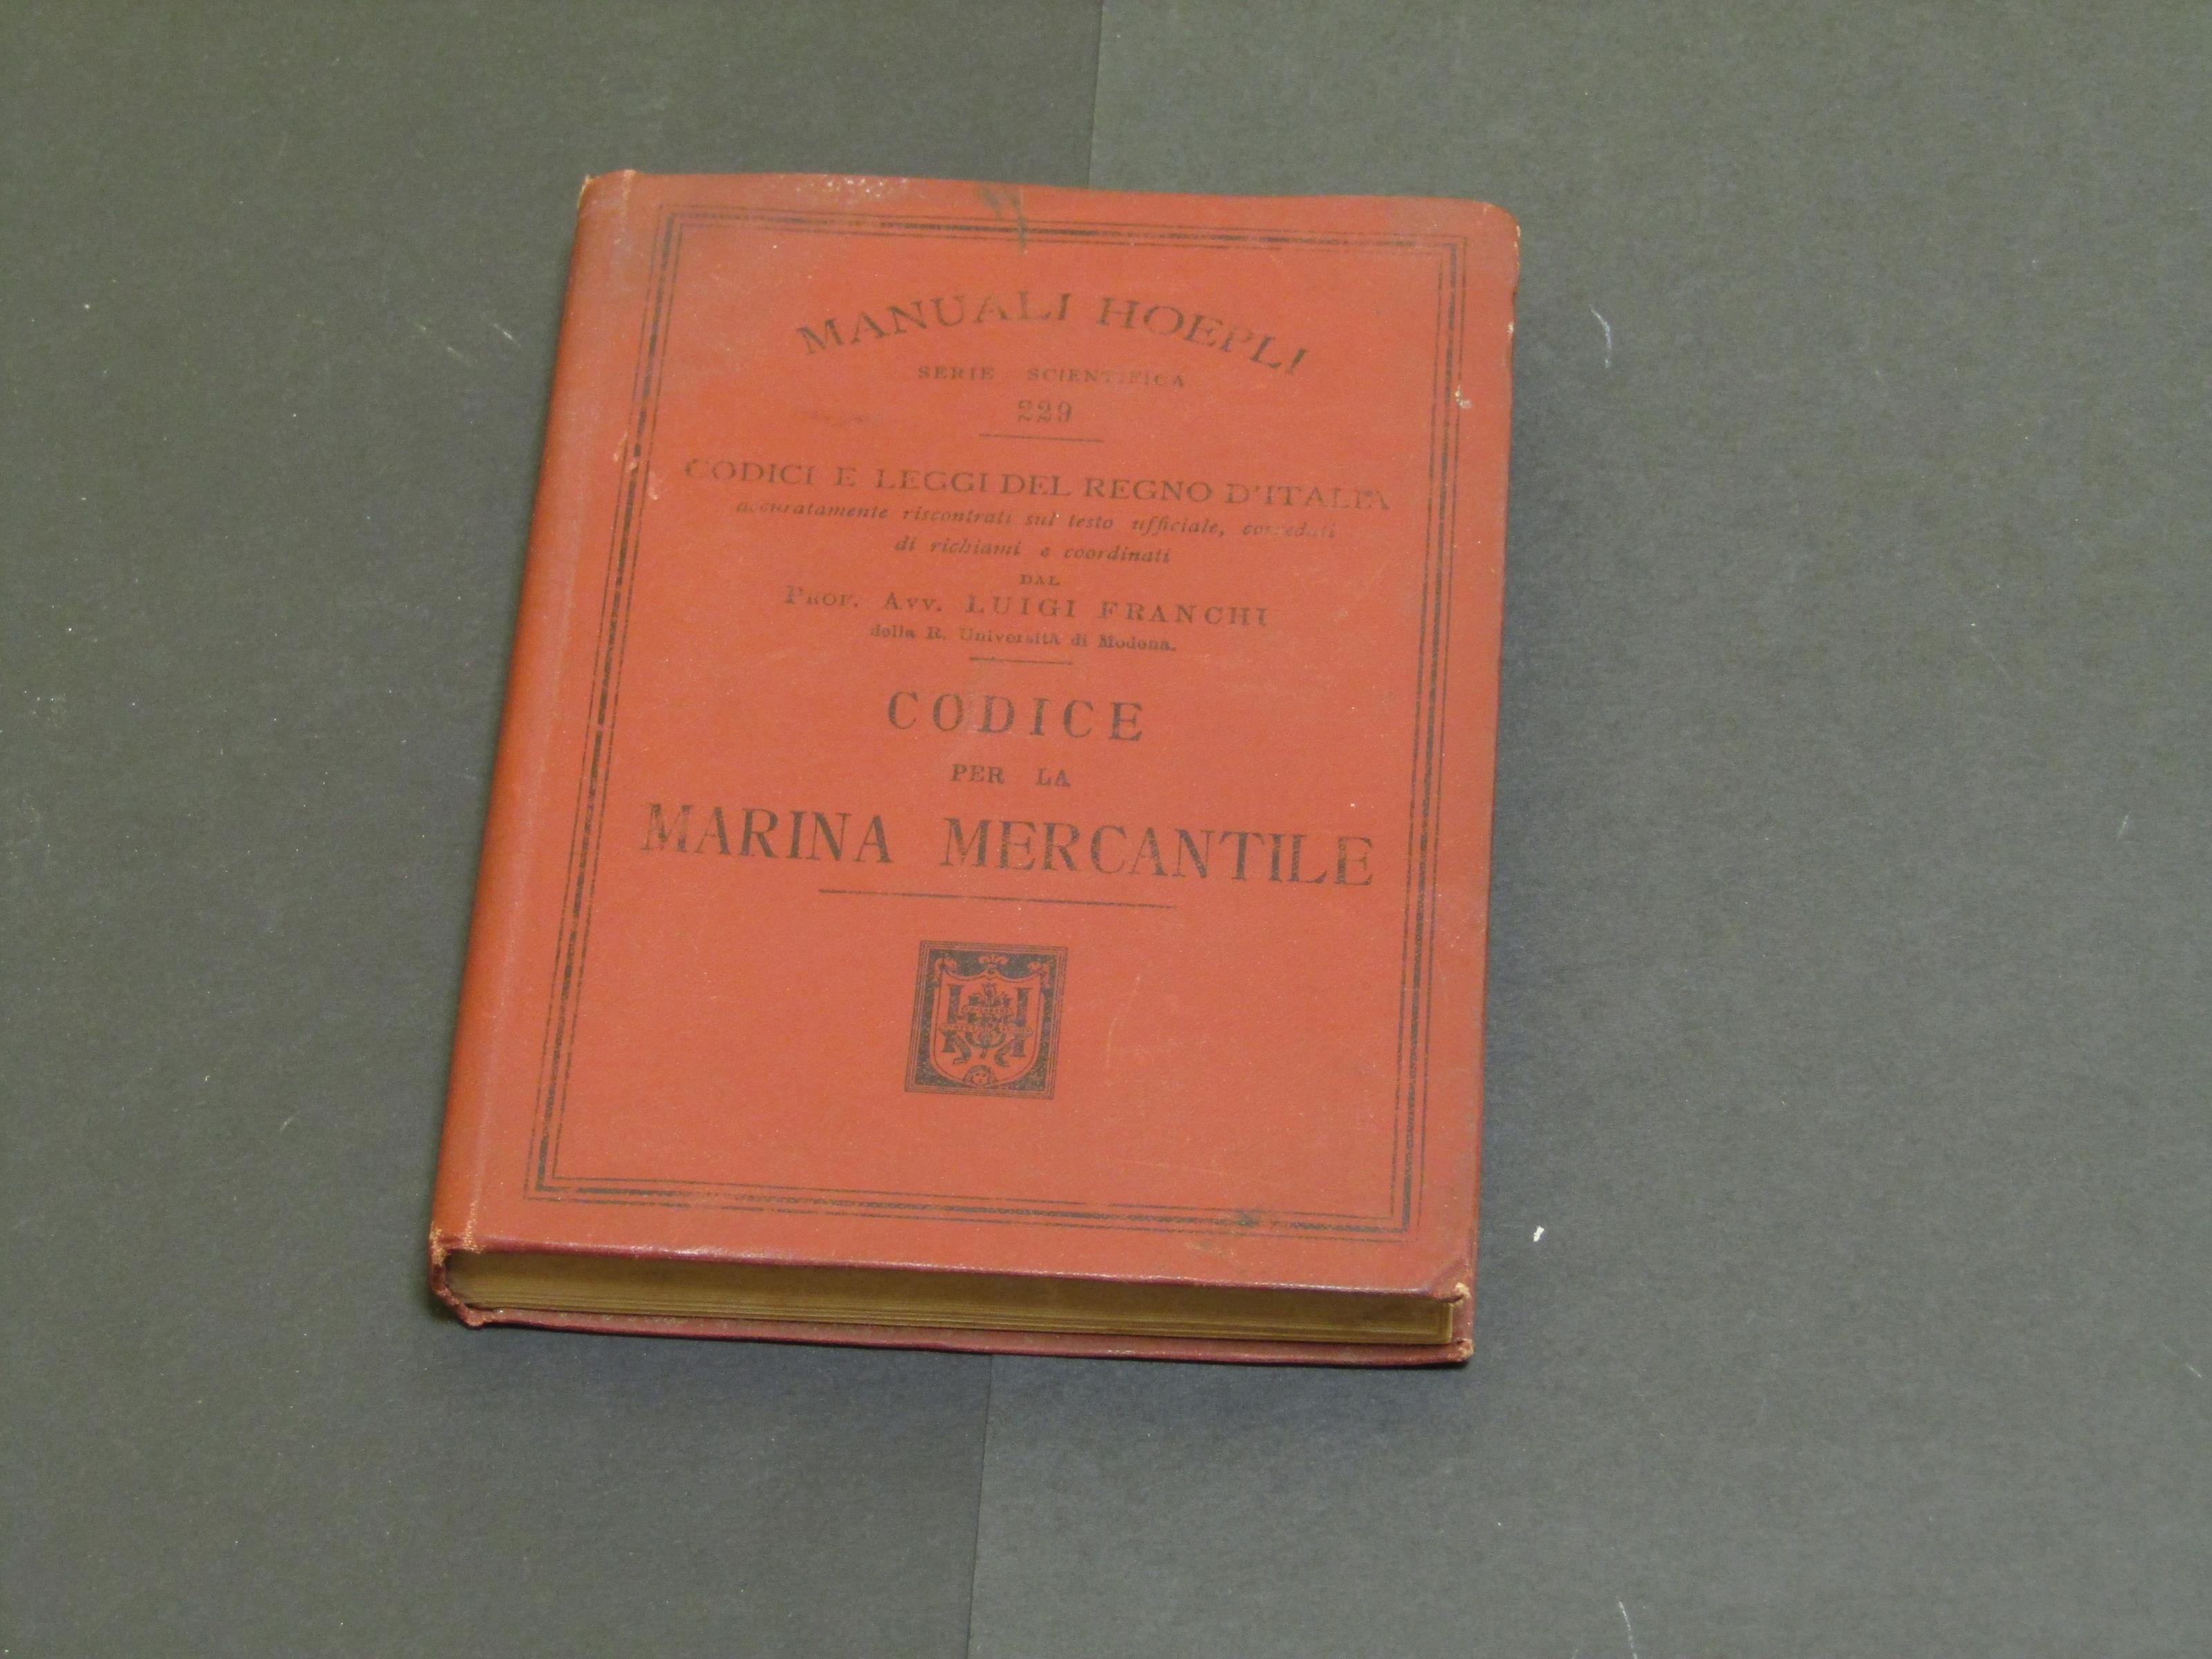 MANUALI HOEPLI
SERIE SCIENTIFICA
229
CODICI E LEGGI DEL REGNO D'ITALIA
accuratamente riscontrati sul testo ufficiale, corredati
di richiami e coordinati
DAL
PROF. AVV. LUIGI FRANCHI
della R. Università di Modena.
CODICE
PER LA
MARINA MERCANTILE